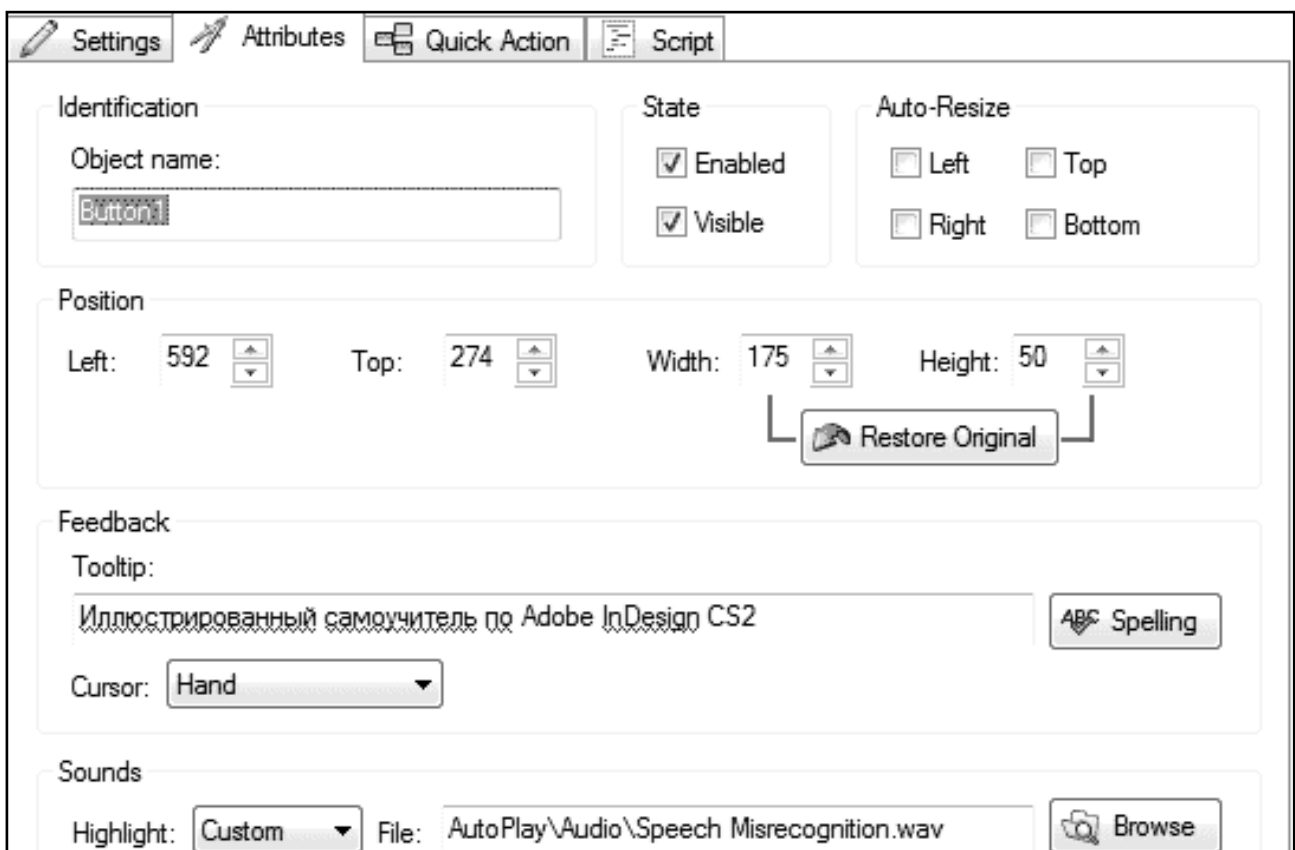 Settings Attributes Quick Action Script
Identification State Auto-Resize
Object name: Enabled Left Top
Button1 Visible Right Bottom
Position
Left: 592 Top: 274 Width: 175 Height: 50
Restore Original
Feedback
Tooltip:
Иллюстрированный самоучитель по Adobe InDesign CS2 ABC Spelling
Cursor: Hand
Sounds
Highlight: Custom File: AutoPlay\Audio\Speech Misrecognition.wav Browse